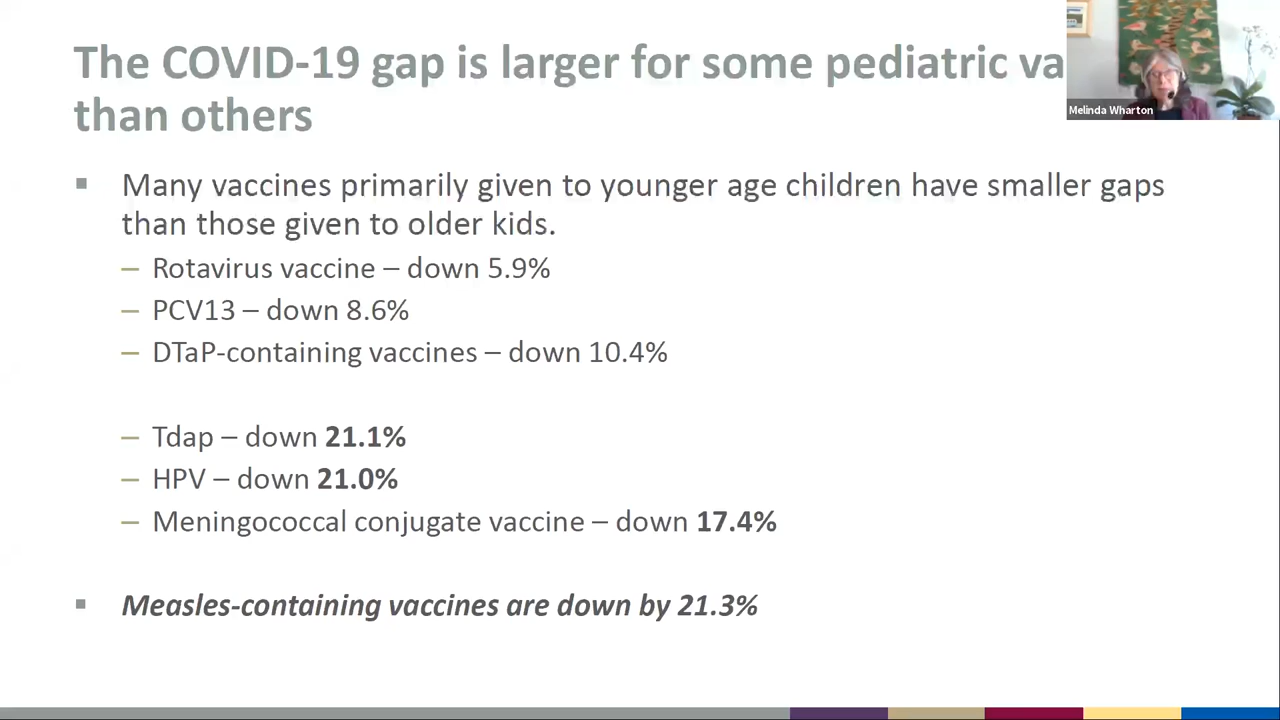 The COVID-19 gap is larger for some pediatric va
than others
Melinda Wharton
▪ Many vaccines primarily given to younger age children have smaller gaps
than those given to older kids.
– Rotavirus vaccine – down 5.9%
– PCV13 – down 8.6%
– DTaP-containing vaccines – down 10.4%
– Tdap – down 21.1%
– HPV – down 21.0%
– Meningococcal conjugate vaccine – down 17.4%
▪ Measles-containing vaccines are down by 21.3%